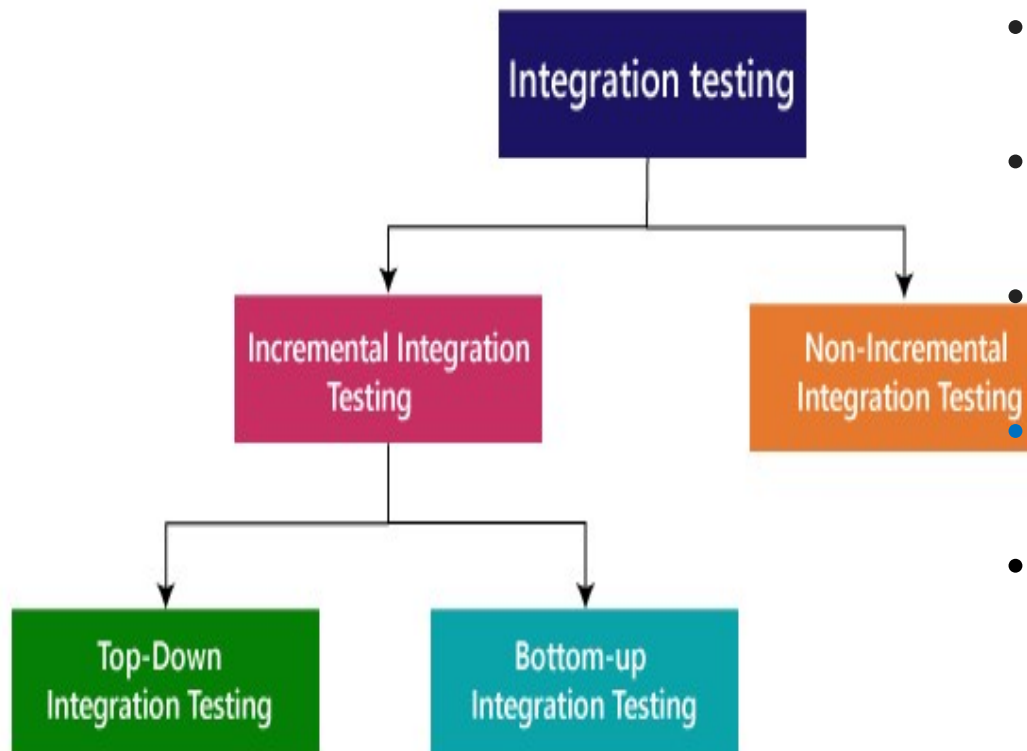 Integration testing
Incremental Integration
Testing
Non-Incremental
Integration Testing
Top-Down
Integration Testing
Bottom-up
Integration Testing